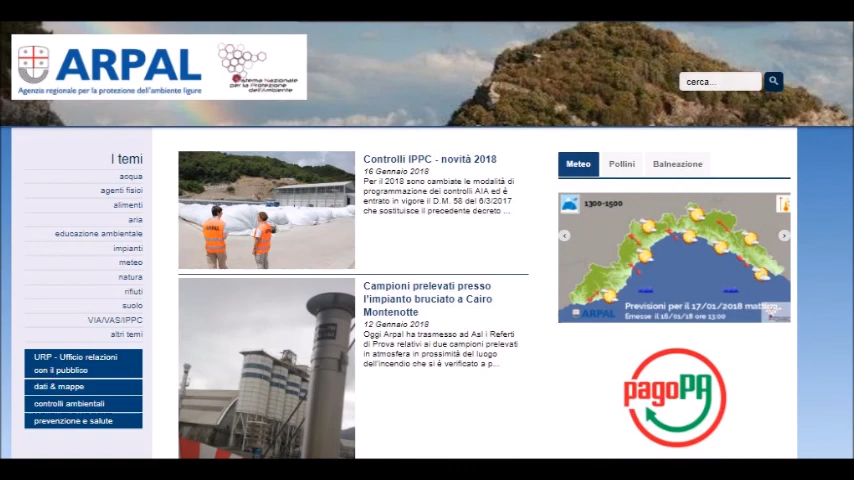 ARPAL
Agenzia regionale per la protezione dell'ambiente ligure
Sistema Nazionale
per la Protezione
dell'Ambiente
cerca...
I temi
acqua
agenti fisici
alimenti
aria
educazione ambientale
impianti
meteo
natura
rifiuti
suolo
VIA/VAS/IPPC
altri temi
URP - Ufficio relazioni
con il pubblico
dati & mappe
controlli ambientali
prevenzione e salute
Controlli IPPC - novità 2018
16 Gennaio 2018
Per il 2018 sono cambiate le modalità di
programmazione dei controlli AIA ed è
entrato in vigore il D.M. 58 del 6/3/2017
che sostituisce il precedente decreto ...
Campioni prelevati presso
l'impianto bruciato a Cairo
Montenotte
12 Gennaio 2018
Oggi Arpal ha trasmesso ad Asl i Referti
di Prova relativi ai due campioni prelevati
in atmosfera in prossimità del luogo
dell'incendio che si è verificato a p...
Meteo Pollini Balneazione
1300-1500
Previsioni per il 17/01/2018 mattino
Emesse il 16/01/18 ore 13:00
ARPAL
pagoPA